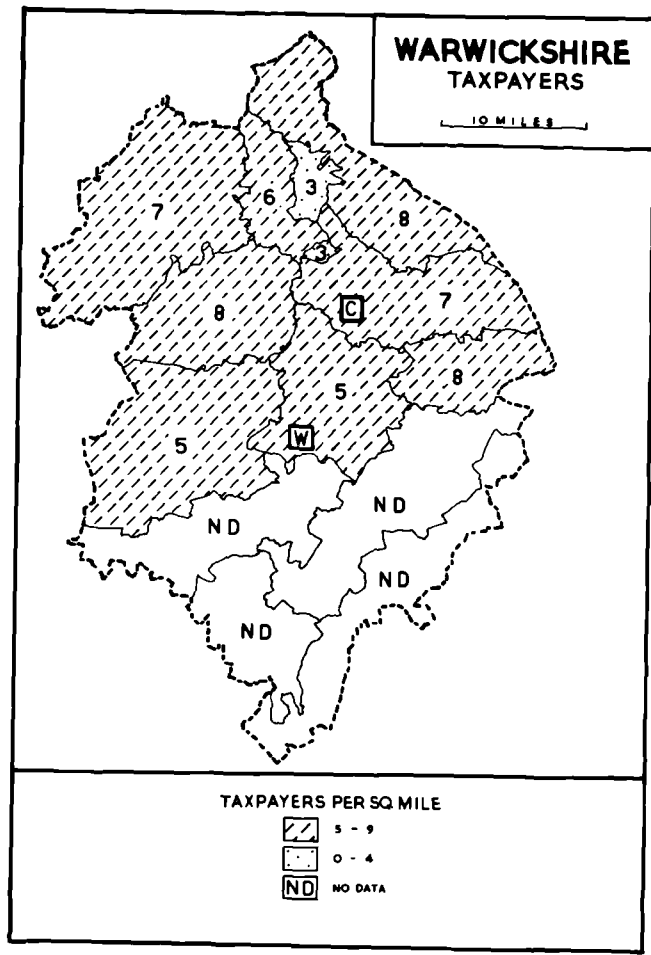 WARWICKSHIRE
TAXPAYERS
10 MILES
3
6
7
8
3
8
C
7
5
8
W
5
ND
ND
ND
ND
TAXPAYERS PER SQ. MILE
5 - 9
0 - 4
ND NO DATA